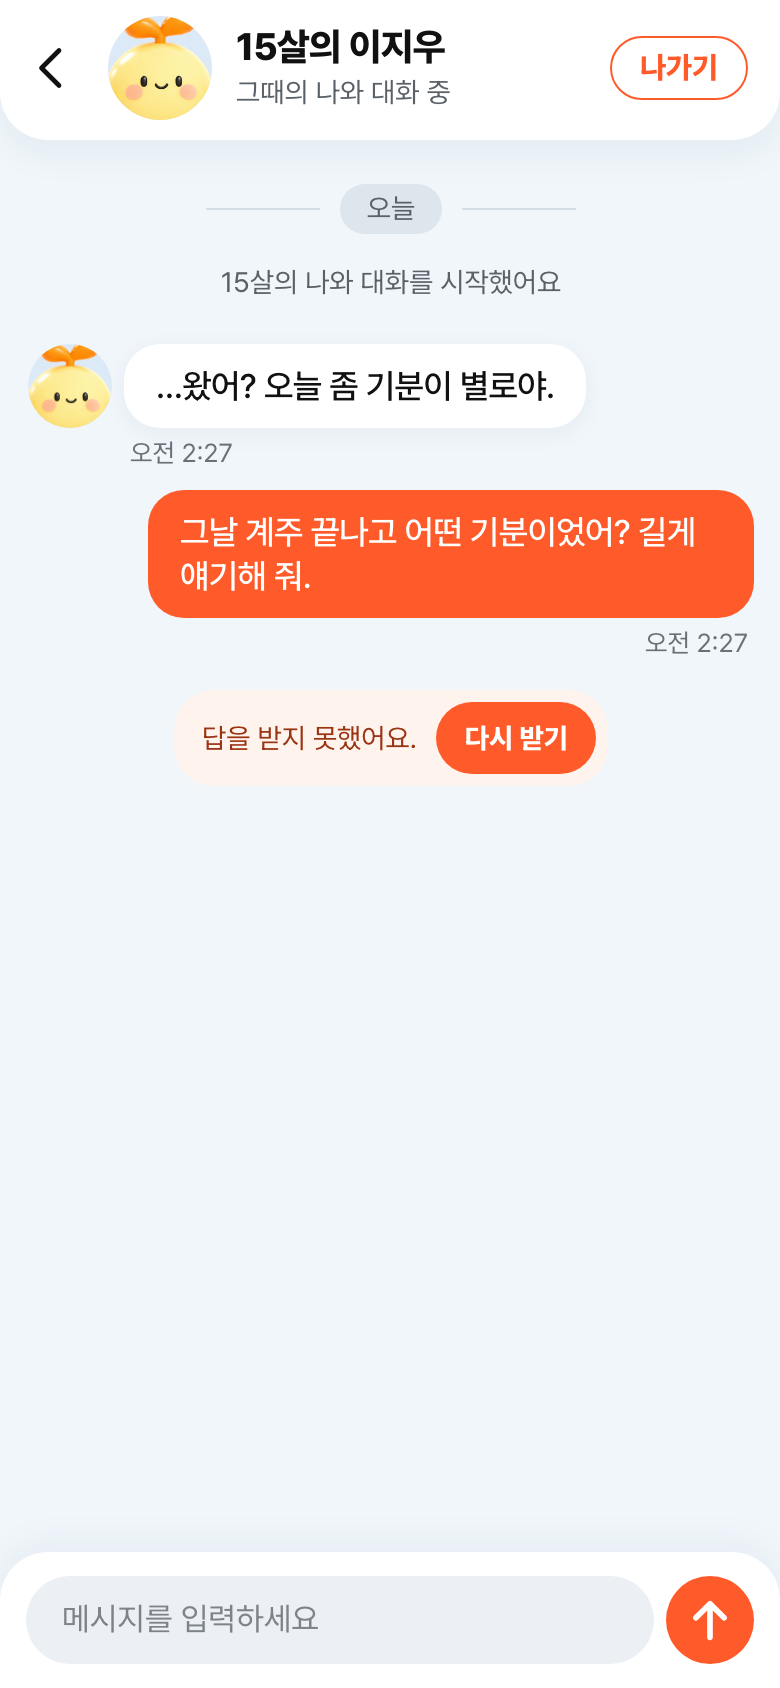 15살의 이지우
그때의 나와 대화 중
나가기
오늘
15살의 나와 대화를 시작했어요
...왔어? 오늘 좀 기분이 별로야.
오전 2:27
그날 계주 끝나고 어떤 기분이었어? 길게
얘기해 줘.
오전 2:27
답을 받지 못했어요.
다시 받기
메시지를 입력하세요